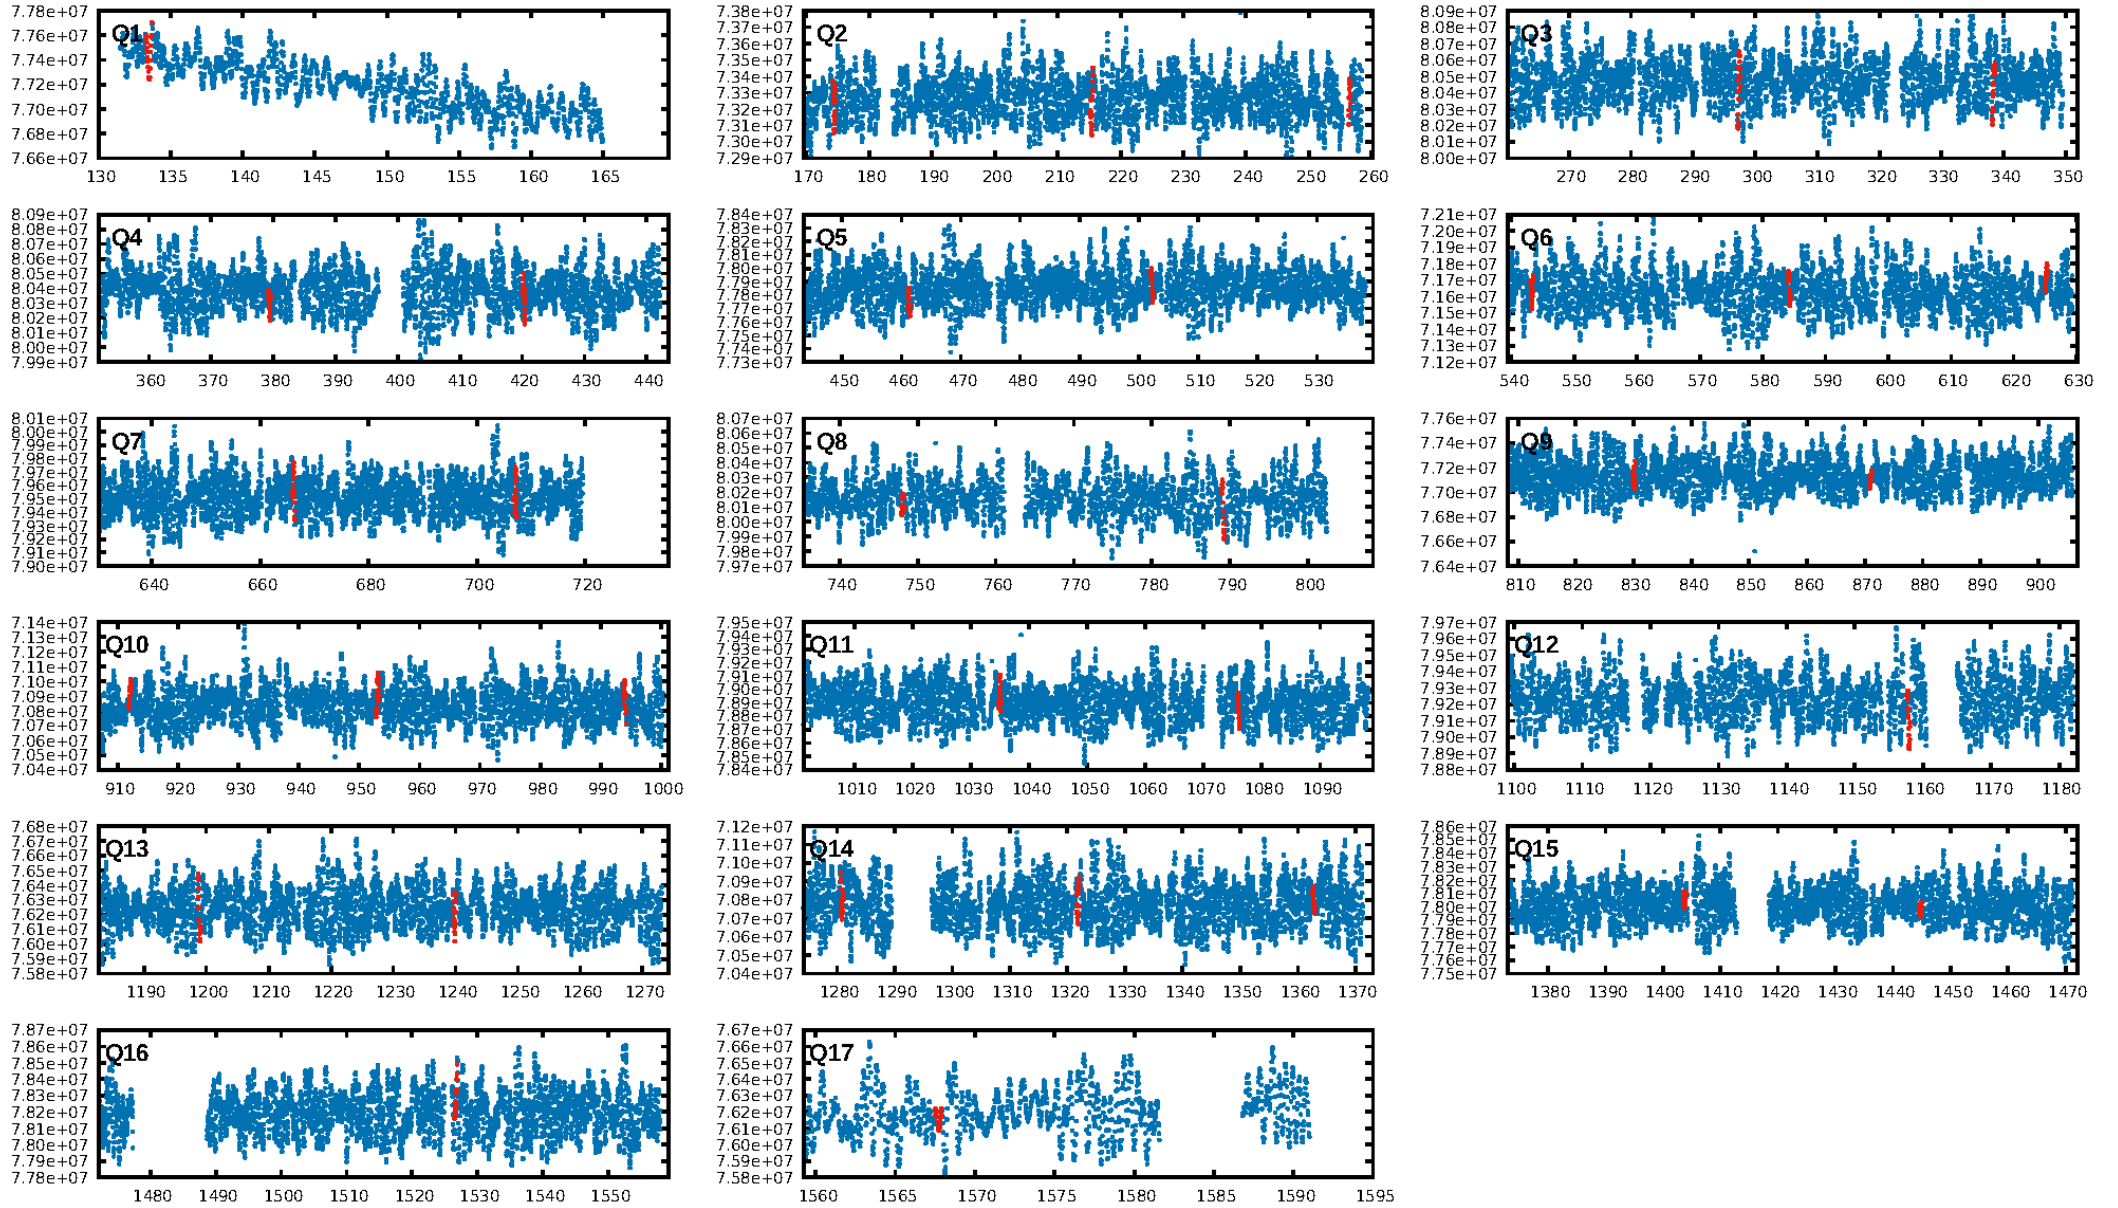 7.78e+07
7.76e+07
7.74e+07
7.72e+07
7.70e+07
7.68e+07
7.66e+07
Q1
130 135 140 145 150 155 160 165
7.38e+07
7.37e+07
7.36e+07
7.35e+07
7.34e+07
7.33e+07
7.32e+07
7.31e+07
7.30e+07
7.29e+07
Q2
170 180 190 200 210 220 230 240 250 260
8.09e+07
8.08e+07
8.07e+07
8.06e+07
8.05e+07
8.04e+07
8.03e+07
8.02e+07
8.01e+07
8.00e+07
Q3
270 280 290 300 310 320 330 340 350
8.09e+07
8.08e+07
8.07e+07
8.06e+07
8.05e+07
8.04e+07
8.03e+07
8.02e+07
8.01e+07
8.00e+07
7.99e+07
Q4
360 370 380 390 400 410 420 430 440
7.84e+07
7.83e+07
7.82e+07
7.81e+07
7.80e+07
7.79e+07
7.78e+07
7.77e+07
7.76e+07
7.75e+07
7.74e+07
7.73e+07
Q5
450 460 470 480 490 500 510 520 530
7.21e+07
7.20e+07
7.19e+07
7.18e+07
7.17e+07
7.16e+07
7.15e+07
7.14e+07
7.13e+07
7.12e+07
Q6
540 550 560 570 580 590 600 610 620 630
8.01e+07
8.00e+07
7.99e+07
7.98e+07
7.97e+07
7.96e+07
7.95e+07
7.94e+07
7.93e+07
7.92e+07
7.91e+07
7.90e+07
Q7
640 660 680 700 720
8.07e+07
8.06e+07
8.05e+07
8.04e+07
8.03e+07
8.02e+07
8.01e+07
8.00e+07
7.99e+07
7.98e+07
7.97e+07
Q8
740 750 760 770 780 790 800
7.76e+07
7.74e+07
7.72e+07
7.70e+07
7.68e+07
7.66e+07
7.64e+07
Q9
810 820 830 840 850 860 870 880 890 900
7.14e+07
7.13e+07
7.12e+07
7.11e+07
7.10e+07
7.09e+07
7.08e+07
7.07e+07
7.06e+07
7.05e+07
7.04e+07
Q10
910 920 930 940 950 960 970 980 990 1000
7.95e+07
7.94e+07
7.93e+07
7.92e+07
7.91e+07
7.90e+07
7.89e+07
7.88e+07
7.87e+07
7.86e+07
7.85e+07
7.84e+07
Q11
1010 1020 1030 1040 1050 1060 1070 1080 1090
7.97e+07
7.96e+07
7.95e+07
7.94e+07
7.93e+07
7.92e+07
7.91e+07
7.90e+07
7.89e+07
7.88e+07
Q12
1100 1110 1120 1130 1140 1150 1160 1170 1180
7.68e+07
7.67e+07
7.66e+07
7.65e+07
7.64e+07
7.63e+07
7.62e+07
7.61e+07
7.60e+07
7.59e+07
7.58e+07
Q13
1190 1200 1210 1220 1230 1240 1250 1260 1270
7.12e+07
7.11e+07
7.10e+07
7.09e+07
7.08e+07
7.07e+07
7.06e+07
7.05e+07
7.04e+07
Q14
1280 1290 1300 1310 1320 1330 1340 1350 1360 1370
7.86e+07
7.85e+07
7.84e+07
7.83e+07
7.82e+07
7.81e+07
7.80e+07
7.79e+07
7.78e+07
7.77e+07
7.76e+07
7.75e+07
Q15
1380 1390 1400 1410 1420 1430 1440 1450 1460 1470
7.87e+07
7.86e+07
7.85e+07
7.84e+07
7.83e+07
7.82e+07
7.81e+07
7.80e+07
7.79e+07
7.78e+07
Q16
1480 1490 1500 1510 1520 1530 1540 1550
7.67e+07
7.66e+07
7.65e+07
7.64e+07
7.63e+07
7.62e+07
7.61e+07
7.60e+07
7.59e+07
7.58e+07
Q17
1560 1565 1570 1575 1580 1585 1590 1595